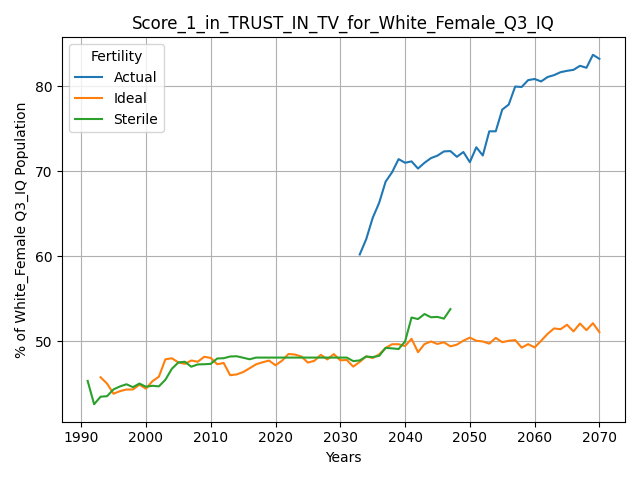 Score_1_in_TRUST_IN_TV_for_White_Female_Q3_IQ
Fertility
Actual
Ideal
Sterile
% of White_Female Q3_IQ Population
80
70
60
50
1990 2000 2010 2020 2030 2040 2050 2060 2070
Years